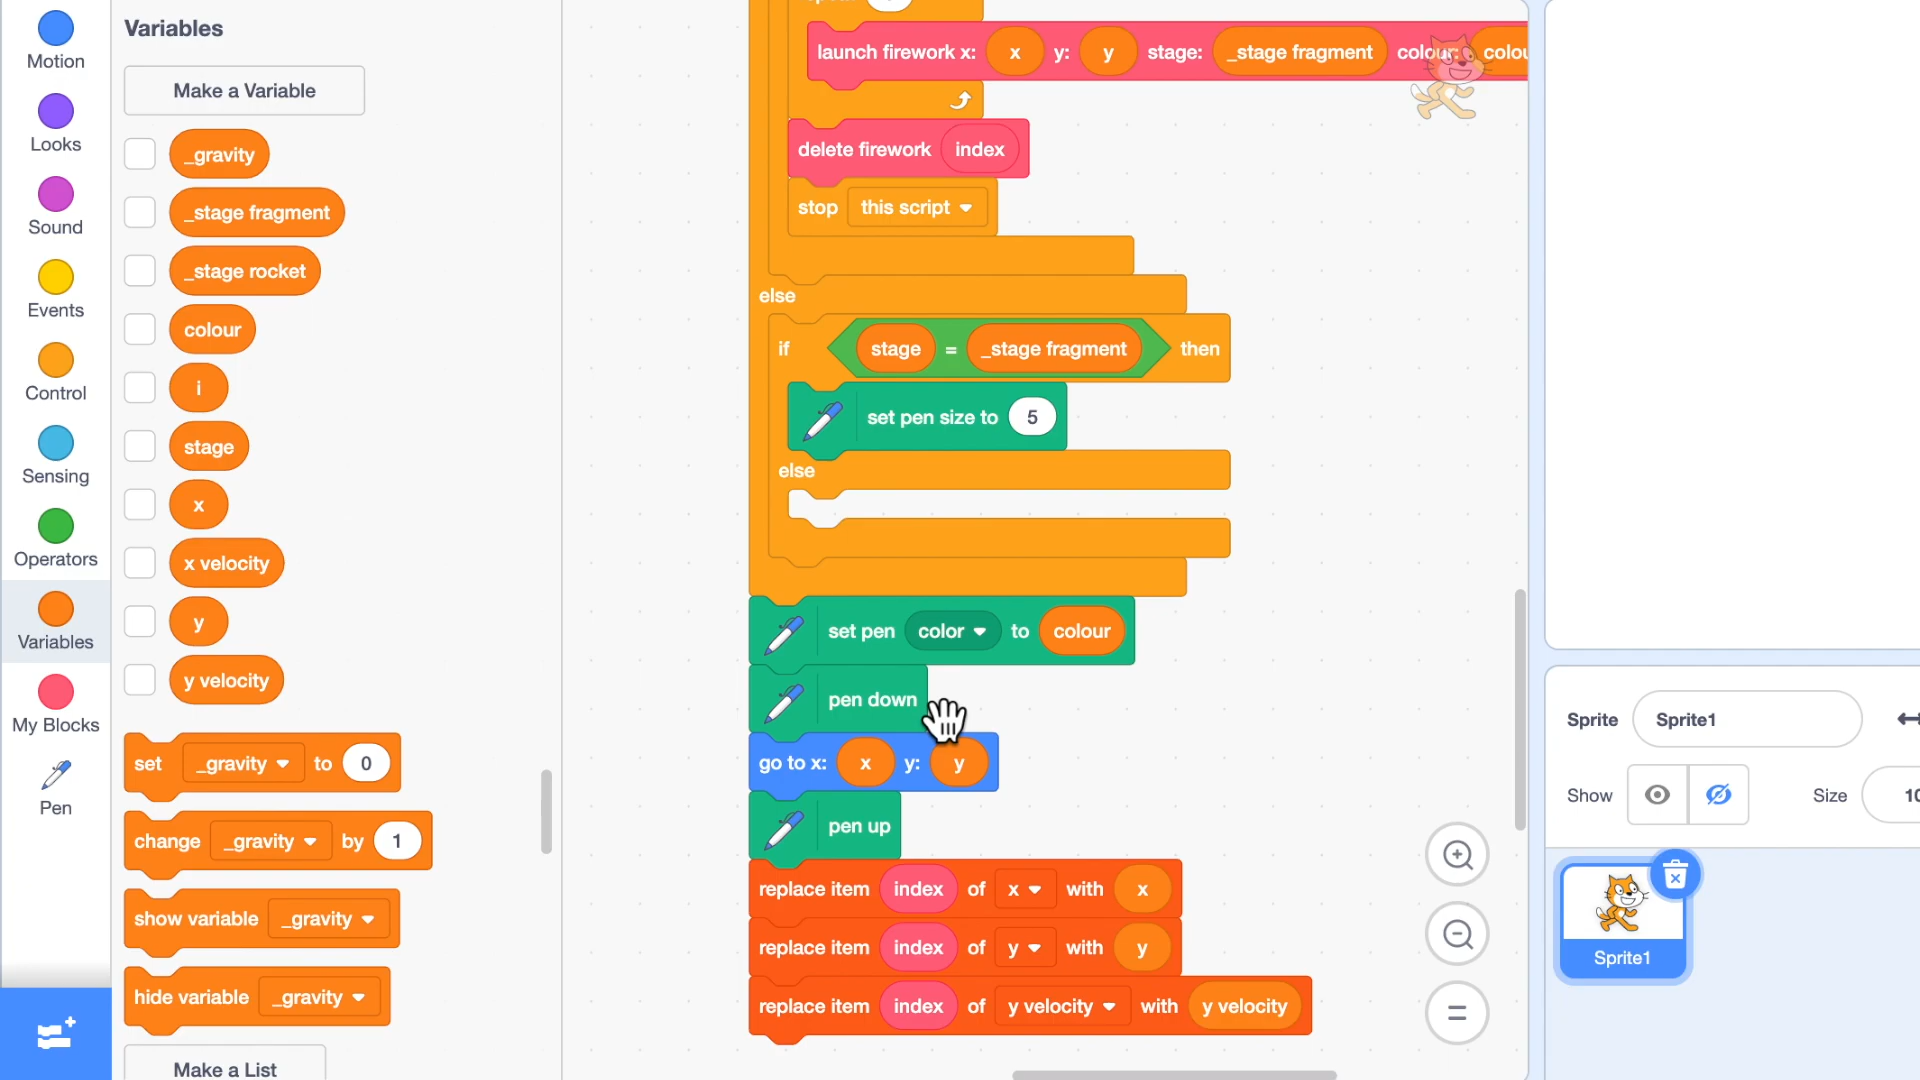 Motion
Looks
Sound
Events
Control
Sensing
Operators
Variables
My Blocks
Pen
Variables
Make a Variable
_gravity
_stage fragment
_stage rocket
colour
i
stage
x
x velocity
y
y velocity
set _gravity to 0
change _gravity by 1
show variable _gravity
hide variable _gravity
Make a List
launch firework x: x y: y stage: _stage fragment colour: colou
delete firework index
stop this script
else
if stage = _stage fragment then
set pen size to 5
else
set pen color to colour
pen down
go to x: x y: y
pen up
replace item index of x with x
replace item index of y with y
replace item index of y velocity with y velocity
Sprite Sprite1
Show Size 10
Sprite1